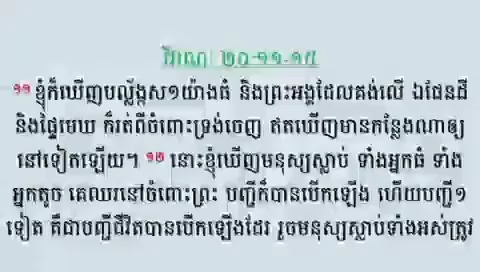 វិវរណៈ ២០-១១-១៥
១១ ខ្ញុំក៏ឃើញបល្ល័ង្កស១យ៉ាងធំ និងព្រះអង្គដែលគង់លើ ឯផែនដី
និងផ្ទៃមេឃ ក៏រត់ពីចំពោះទ្រង់ចេញ ឥតឃើញមានកន្លែងណាឲ្យ
នៅទៀតឡើយ។ ១២ នោះខ្ញុំឃើញមនុស្សស្លាប់ ទាំងអ្នកធំ ទាំង
អ្នកតូច គេឈរនៅចំពោះព្រះ បញ្ជីក៏បានបើកឡើង ហើយបញ្ជី១
ទៀត គឺជាបញ្ជីជីវិតបានបើកឡើងដែរ រួចមនុស្សស្លាប់ទាំងអស់ត្រូវ